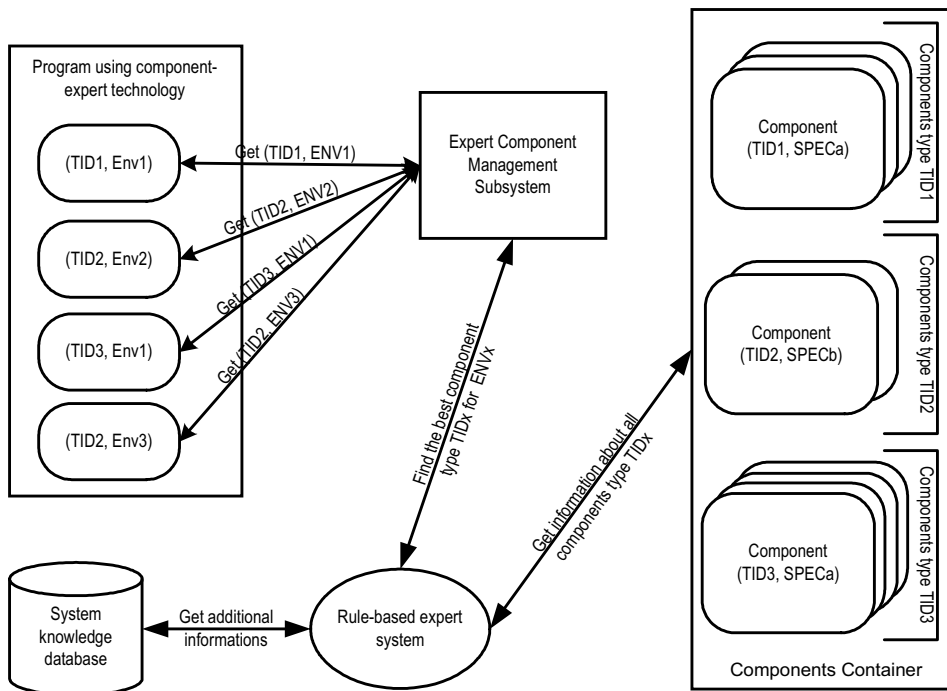 Program using component-
expert technology
(TID1, Env1)
(TID2, Env2)
(TID3, Env1)
(TID2, Env3)
Get (TID1, ENV1)
Get (TID2, ENV2)
Get (TID3, ENV1)
Get (TID2, ENV3)
Expert Component
Management
Subsystem
Find the best component
type TIDx for ENVx
Get information about all
components type TIDx
System
knowledge
database
Get additional
informations
Rule-based expert
system
Component
(TID1, SPECa)
Components type TID1
Component
(TID2, SPECb)
Components type TID2
Component
(TID3, SPECa)
Components type TID3
Components Container